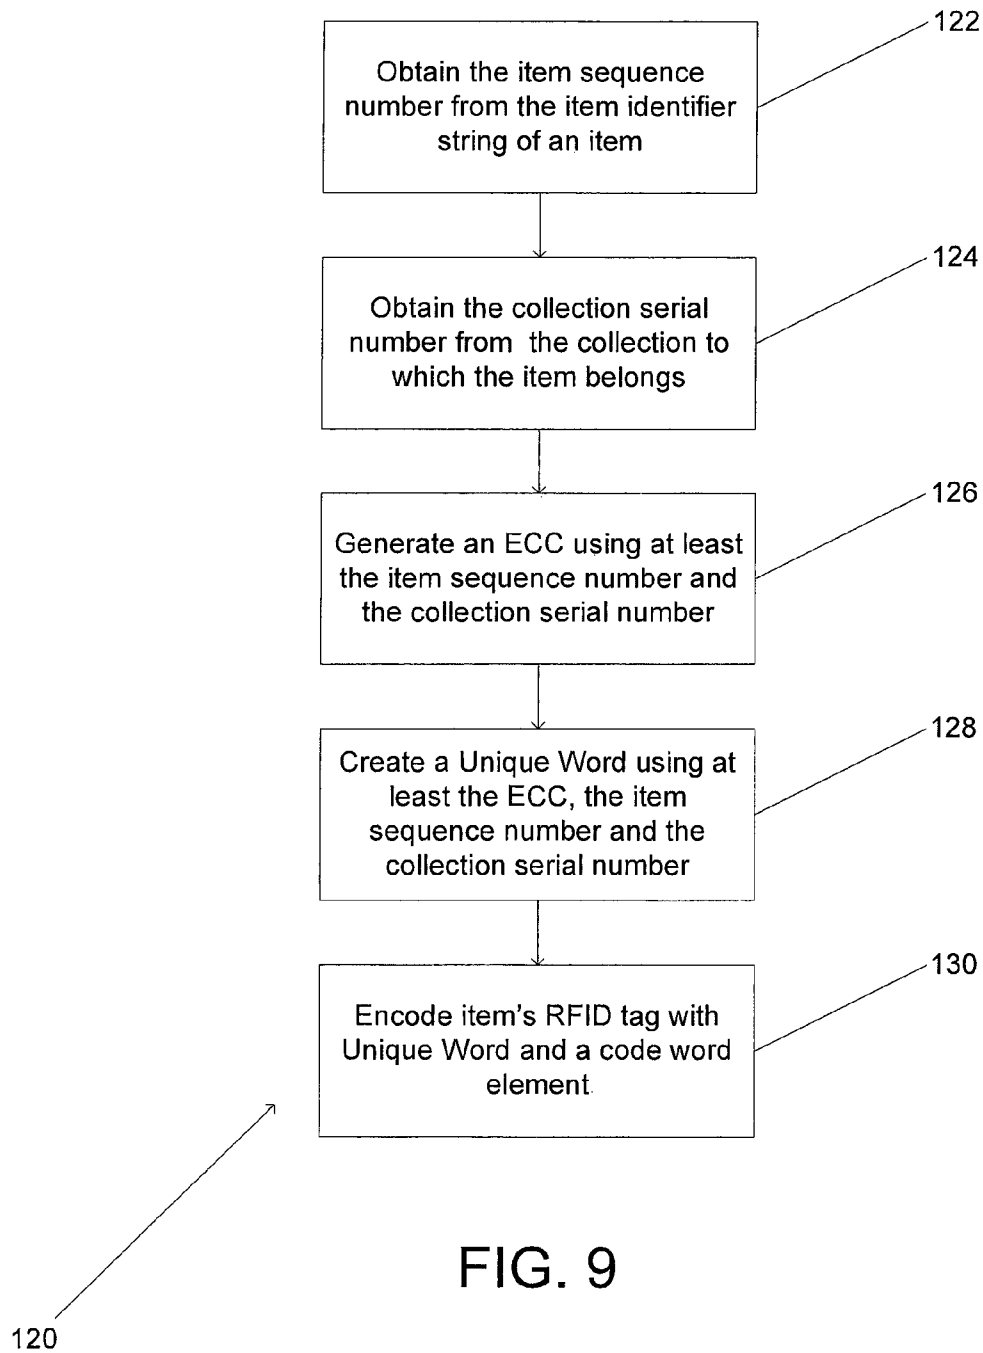 122
Obtain the item sequence
number from the item identifier
string of an item
124
Obtain the collection serial
number from the collection to
which the item belongs
126
Generate an ECC using at least
the item sequence number and
the collection serial number
128
Create a Unique Word using at
least the ECC, the item
sequence number and the
collection serial number
130
Encode item's RFID tag with
Unique Word and a code word
element
FIG. 9
120